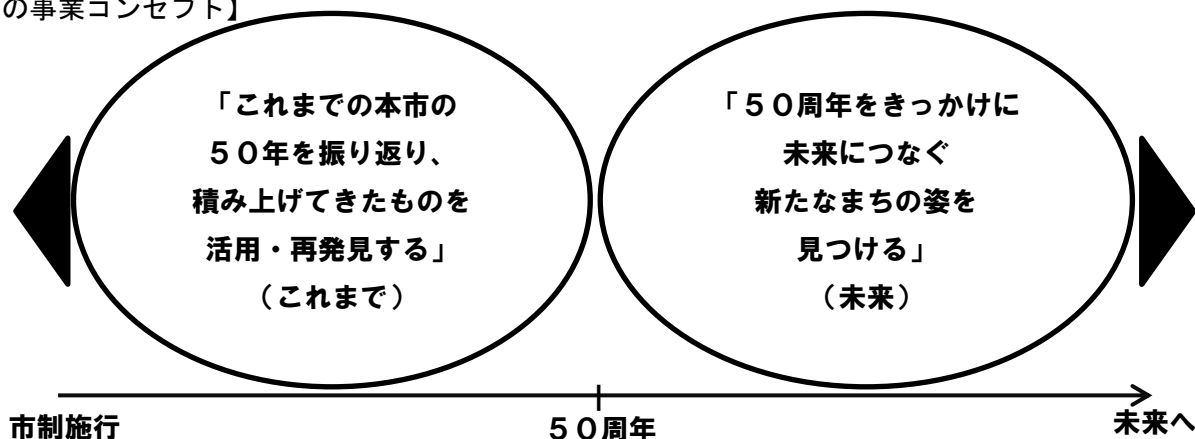 の事業コンセプト】
「これまでの本市の
５０年を振り返り、
積み上げてきたものを
活用・再発見する」
（これまで）
「５０周年をきっかけに
未来につなぐ
新たなまちの姿を
見つける」
（未来）
市制施行
５０周年
未来へ